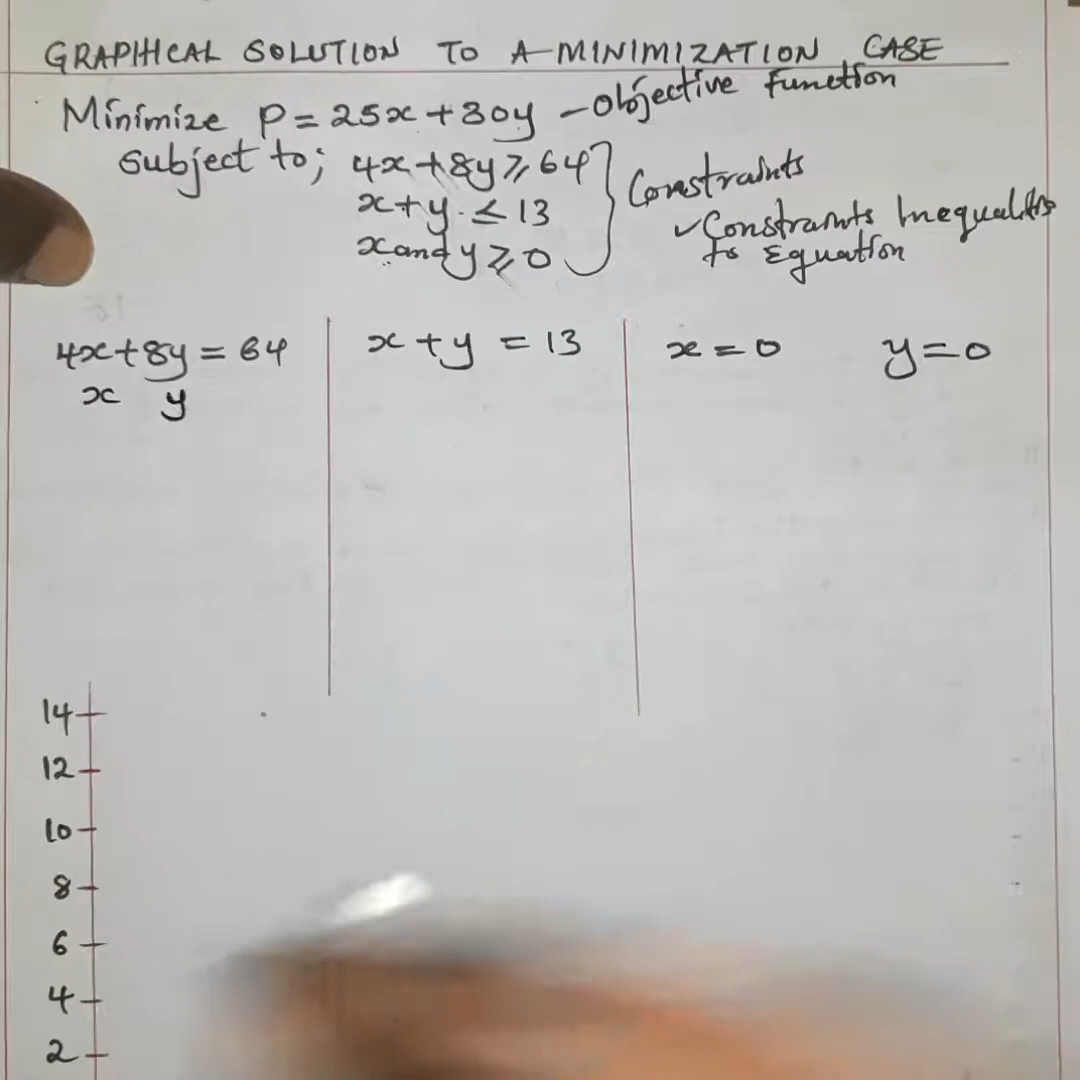 GRAPHICAL SOLUTION TO A MINIMIZATION CASE
Minimize P = 25x + 30y - Objective function
Subject to; 4x + 8y ≥ 64
x + y ≤ 13
x and y ≥ 0
Constraints
✓Constraints Inequalities
to Equation
4x + 8y = 64
x y
x + y = 13
x = 0
y = 0
14
12
10
8
6
4
2